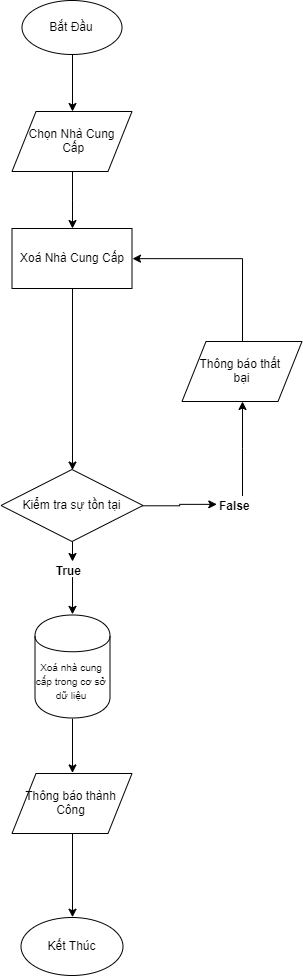 Bắt Đầu
Chọn Nhà Cung
Cấp
Xoá Nhà Cung Cấp
Thông báo thất
bại
Kiểm tra sự tồn tại
False
True
Xoá nhà cung
cấp trong cơ sở
dữ liệu
Thông báo thành
Công
Kết Thúc